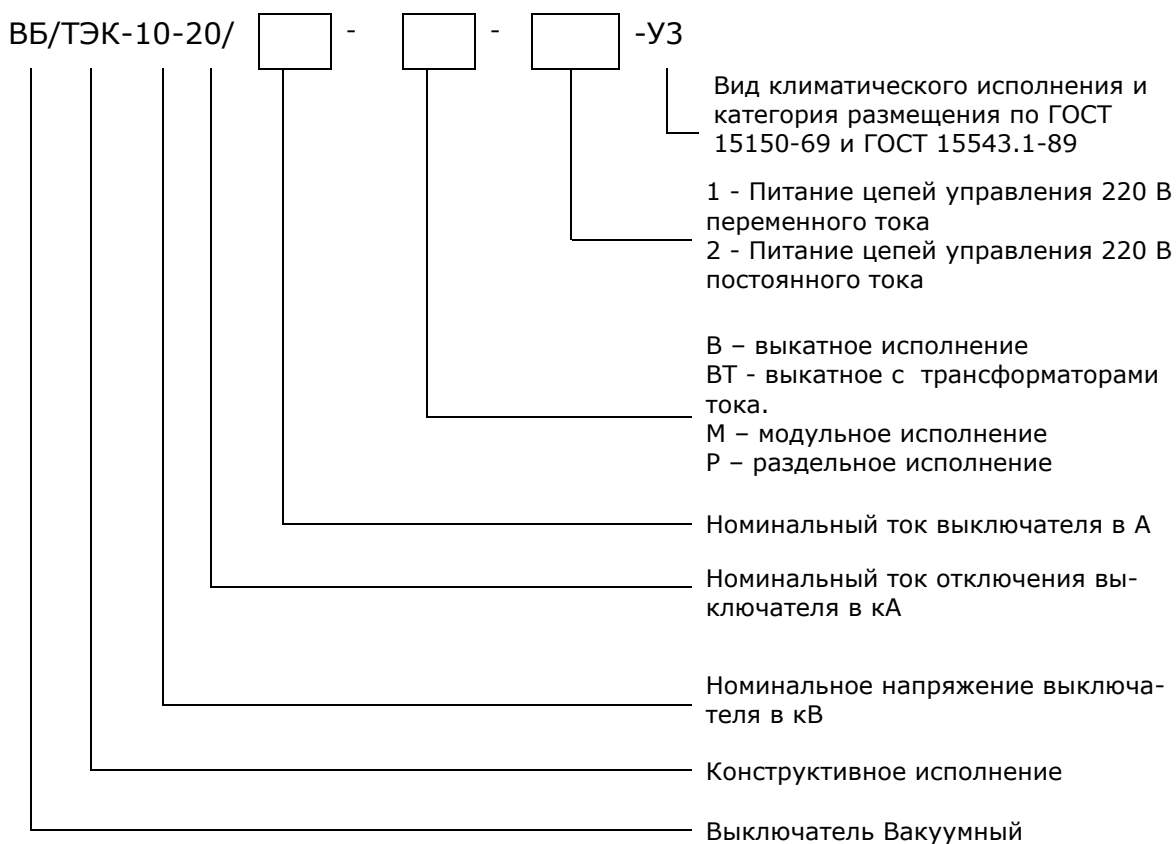 ВБ/ТЭК-10-20/ - - -У3
Вид климатического исполнения и
категория размещения по ГОСТ
15150-69 и ГОСТ 15543.1-89
1 - Питание цепей управления 220 В
переменного тока
2 - Питание цепей управления 220 В
постоянного тока
В – выкатное исполнение
ВТ - выкатное с трансформаторами
тока.
М – модульное исполнение
Р – раздельное исполнение
Номинальный ток выключателя в А
Номинальный ток отключения вы-
ключателя в кА
Номинальное напряжение выключа-
теля в кВ
Конструктивное исполнение
Выключатель Вакуумный